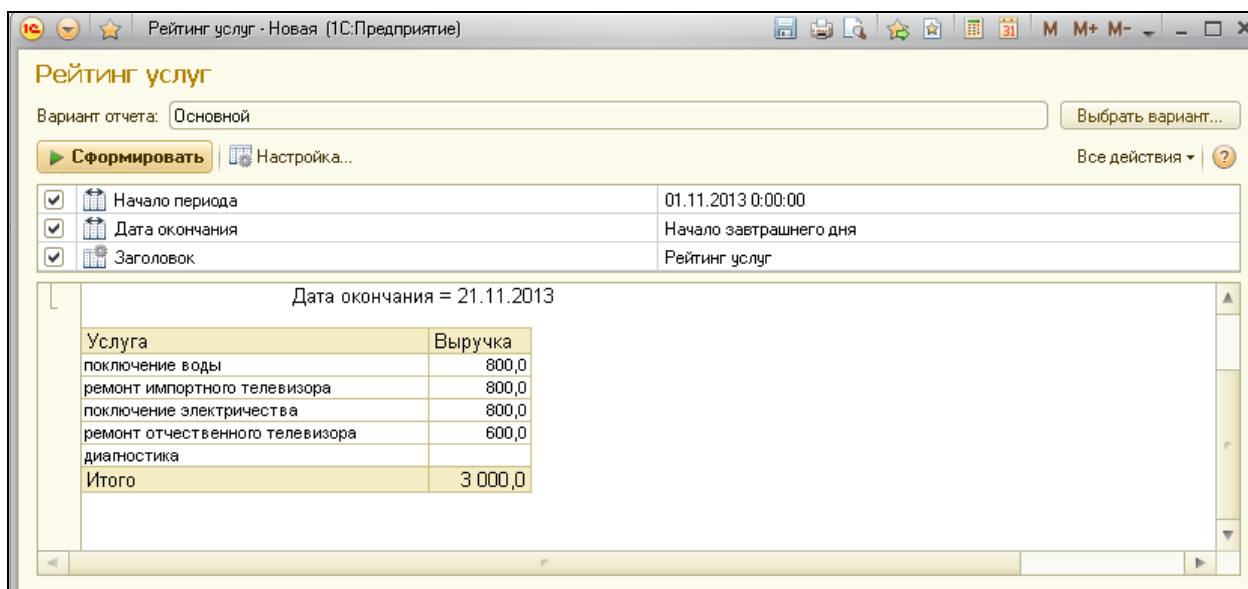 Рейтинг услуг - Новая (1С:Предприятие) 31 M M+ M-
Рейтинг услуг
Вариант отчета: Основной Выбрать вариант...
Сформировать Настройка... Все действия ?
Начало периода 01.11.2013 0:00:00
Дата окончания Начало завтрашнего дня
Заголовок Рейтинг услуг
Дата окончания = 21.11.2013
Услуга Выручка
поключение воды 800,0
ремонт импортного телевизора 800,0
поключение электричества 800,0
ремонт отчественного телевизора 600,0
диагностика
Итого 3 000,0